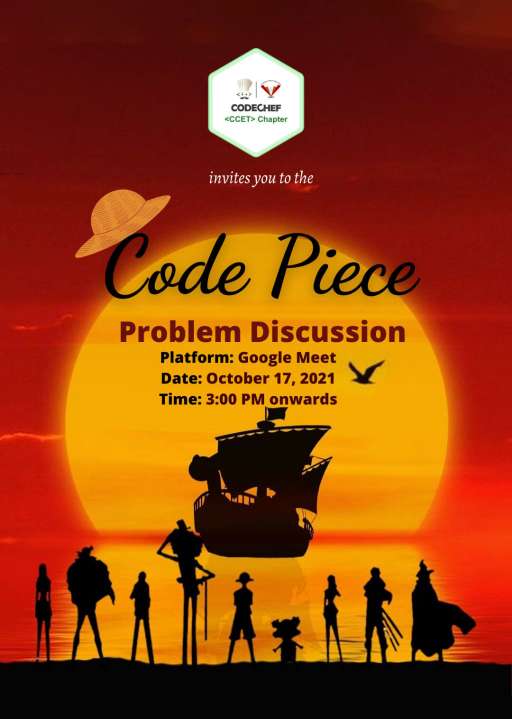 CODECHEF
<CCET> Chapter
invites you to the
Code Piece
Problem Discussion
Platform: Google Meet
Date: October 17, 2021
Time: 3:00 PM onwards